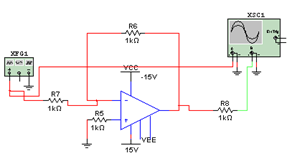 XSC1
R6
1kΩ
XFG1
VCC
-15V
R7
1kΩ
R8
1kΩ
R5
1kΩ
VEE
15V